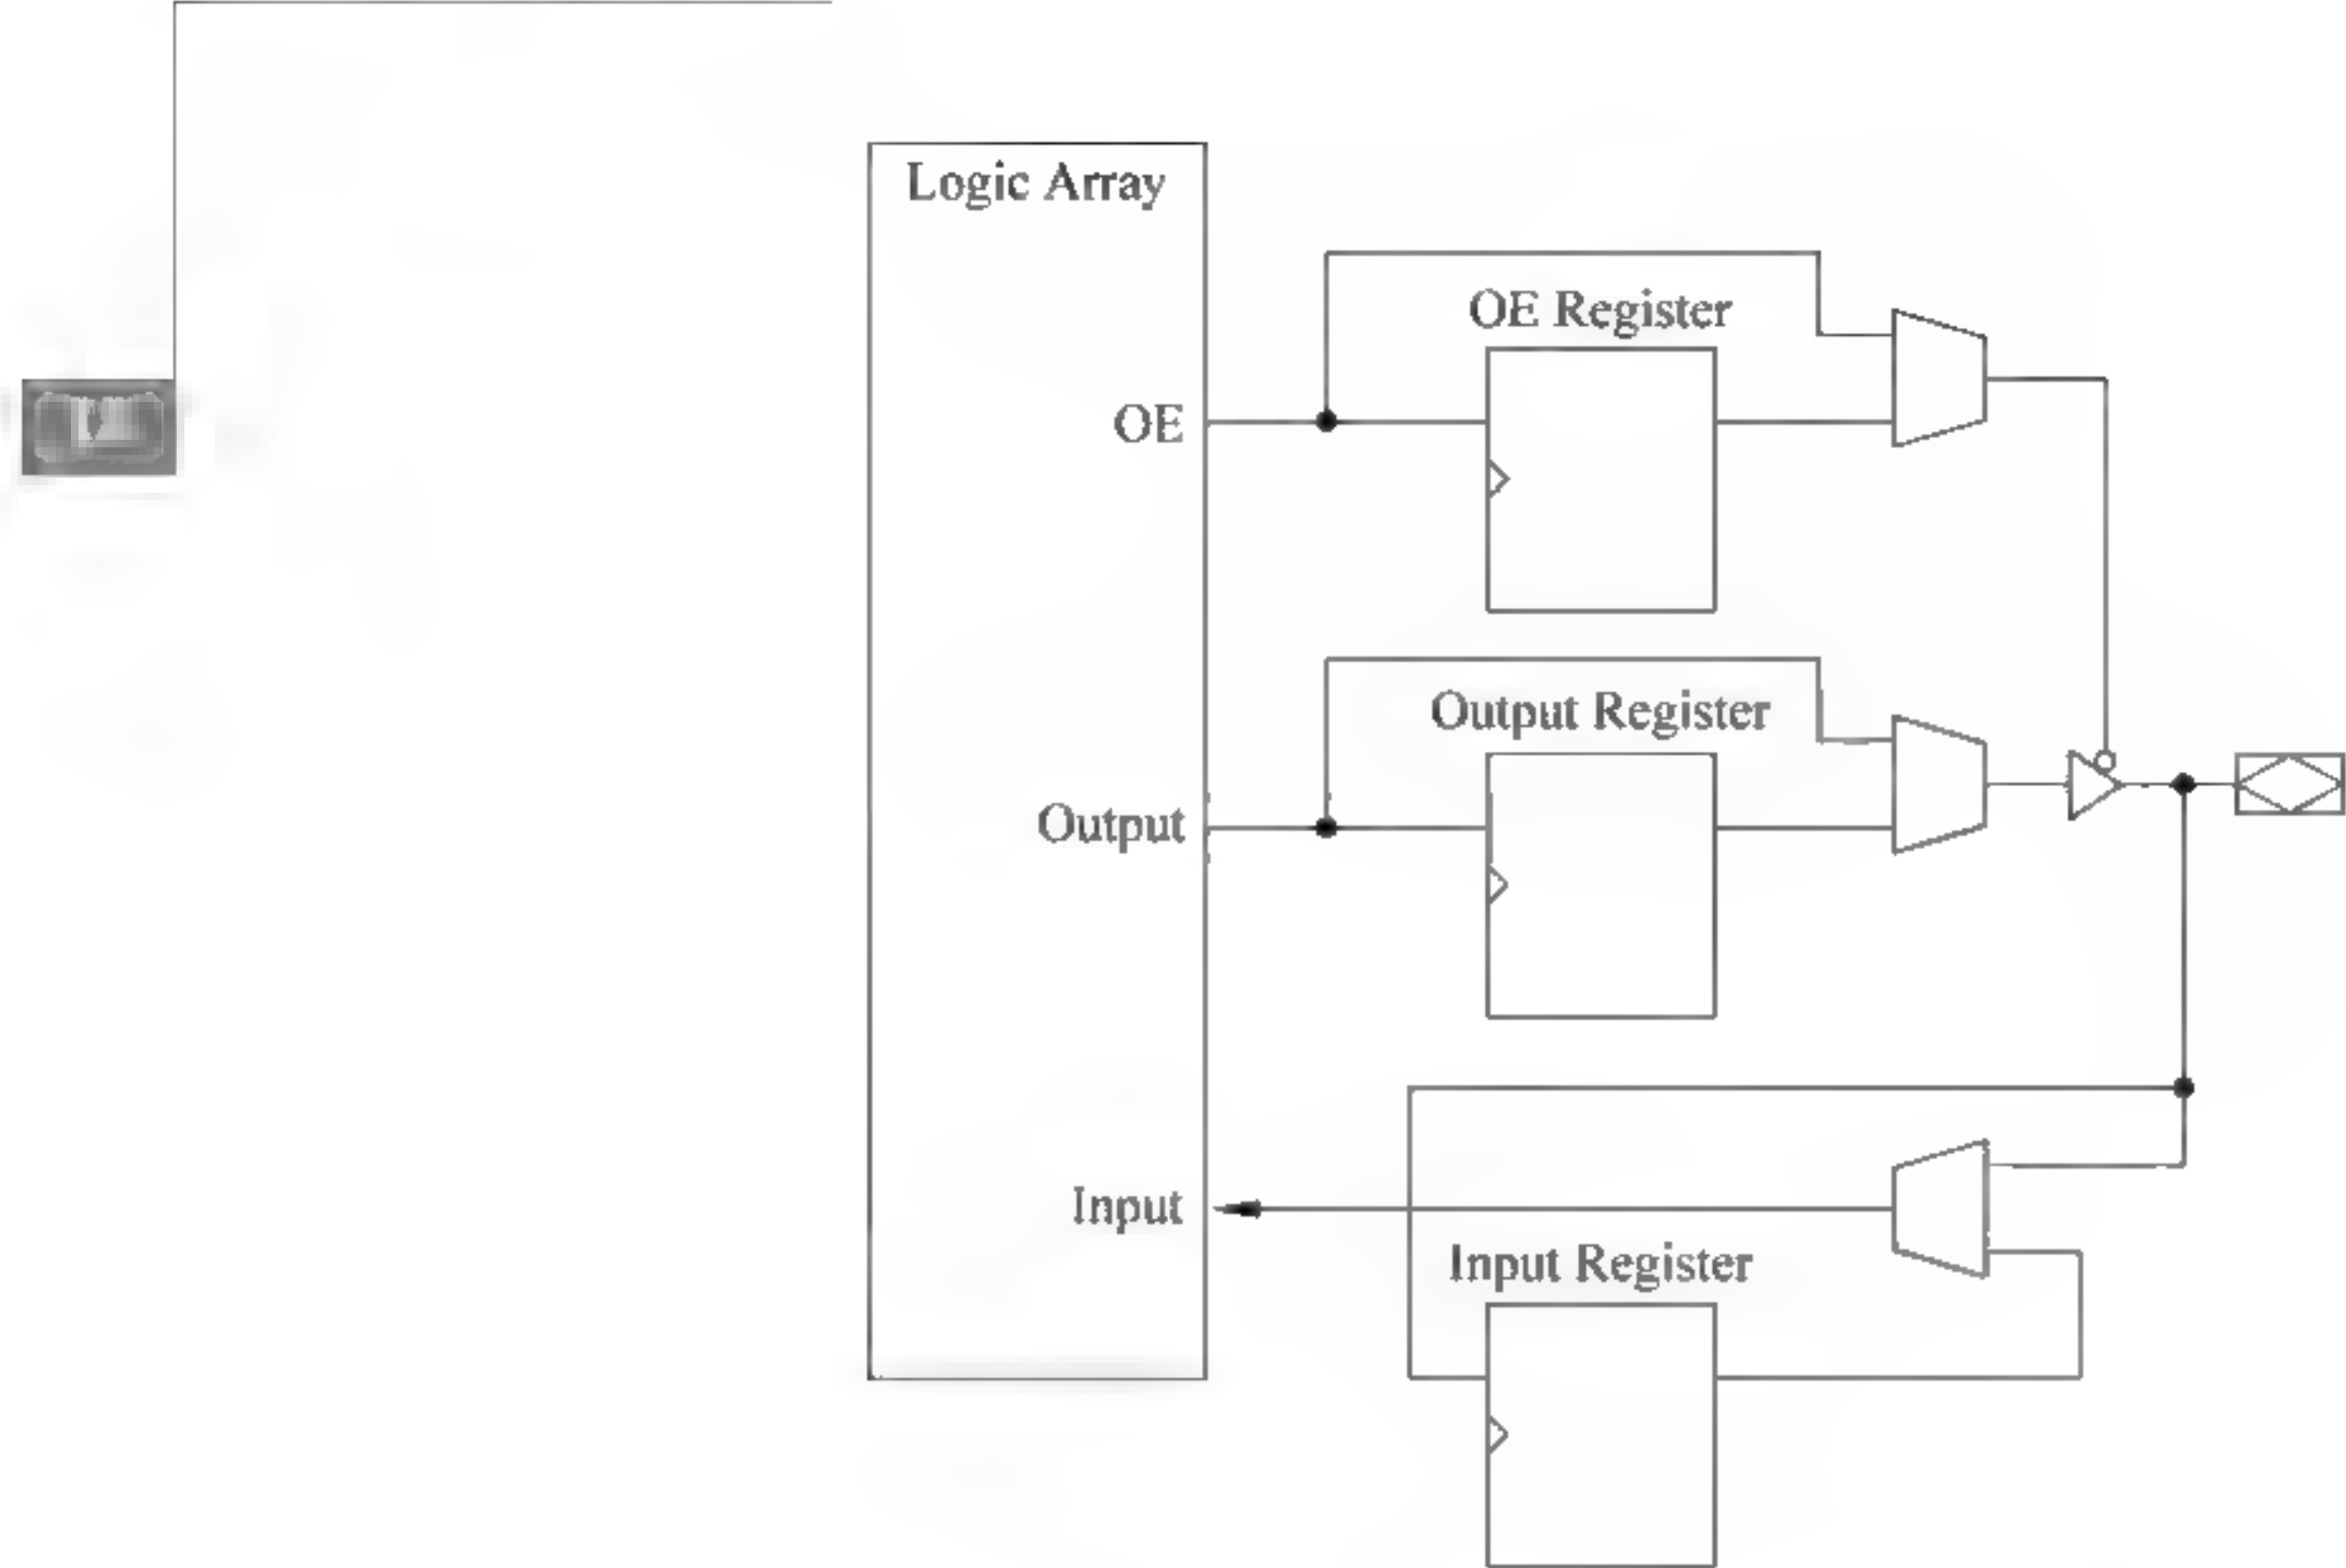 Logic Array
OE Register
OE
Output Register
Output
Input
Input Register